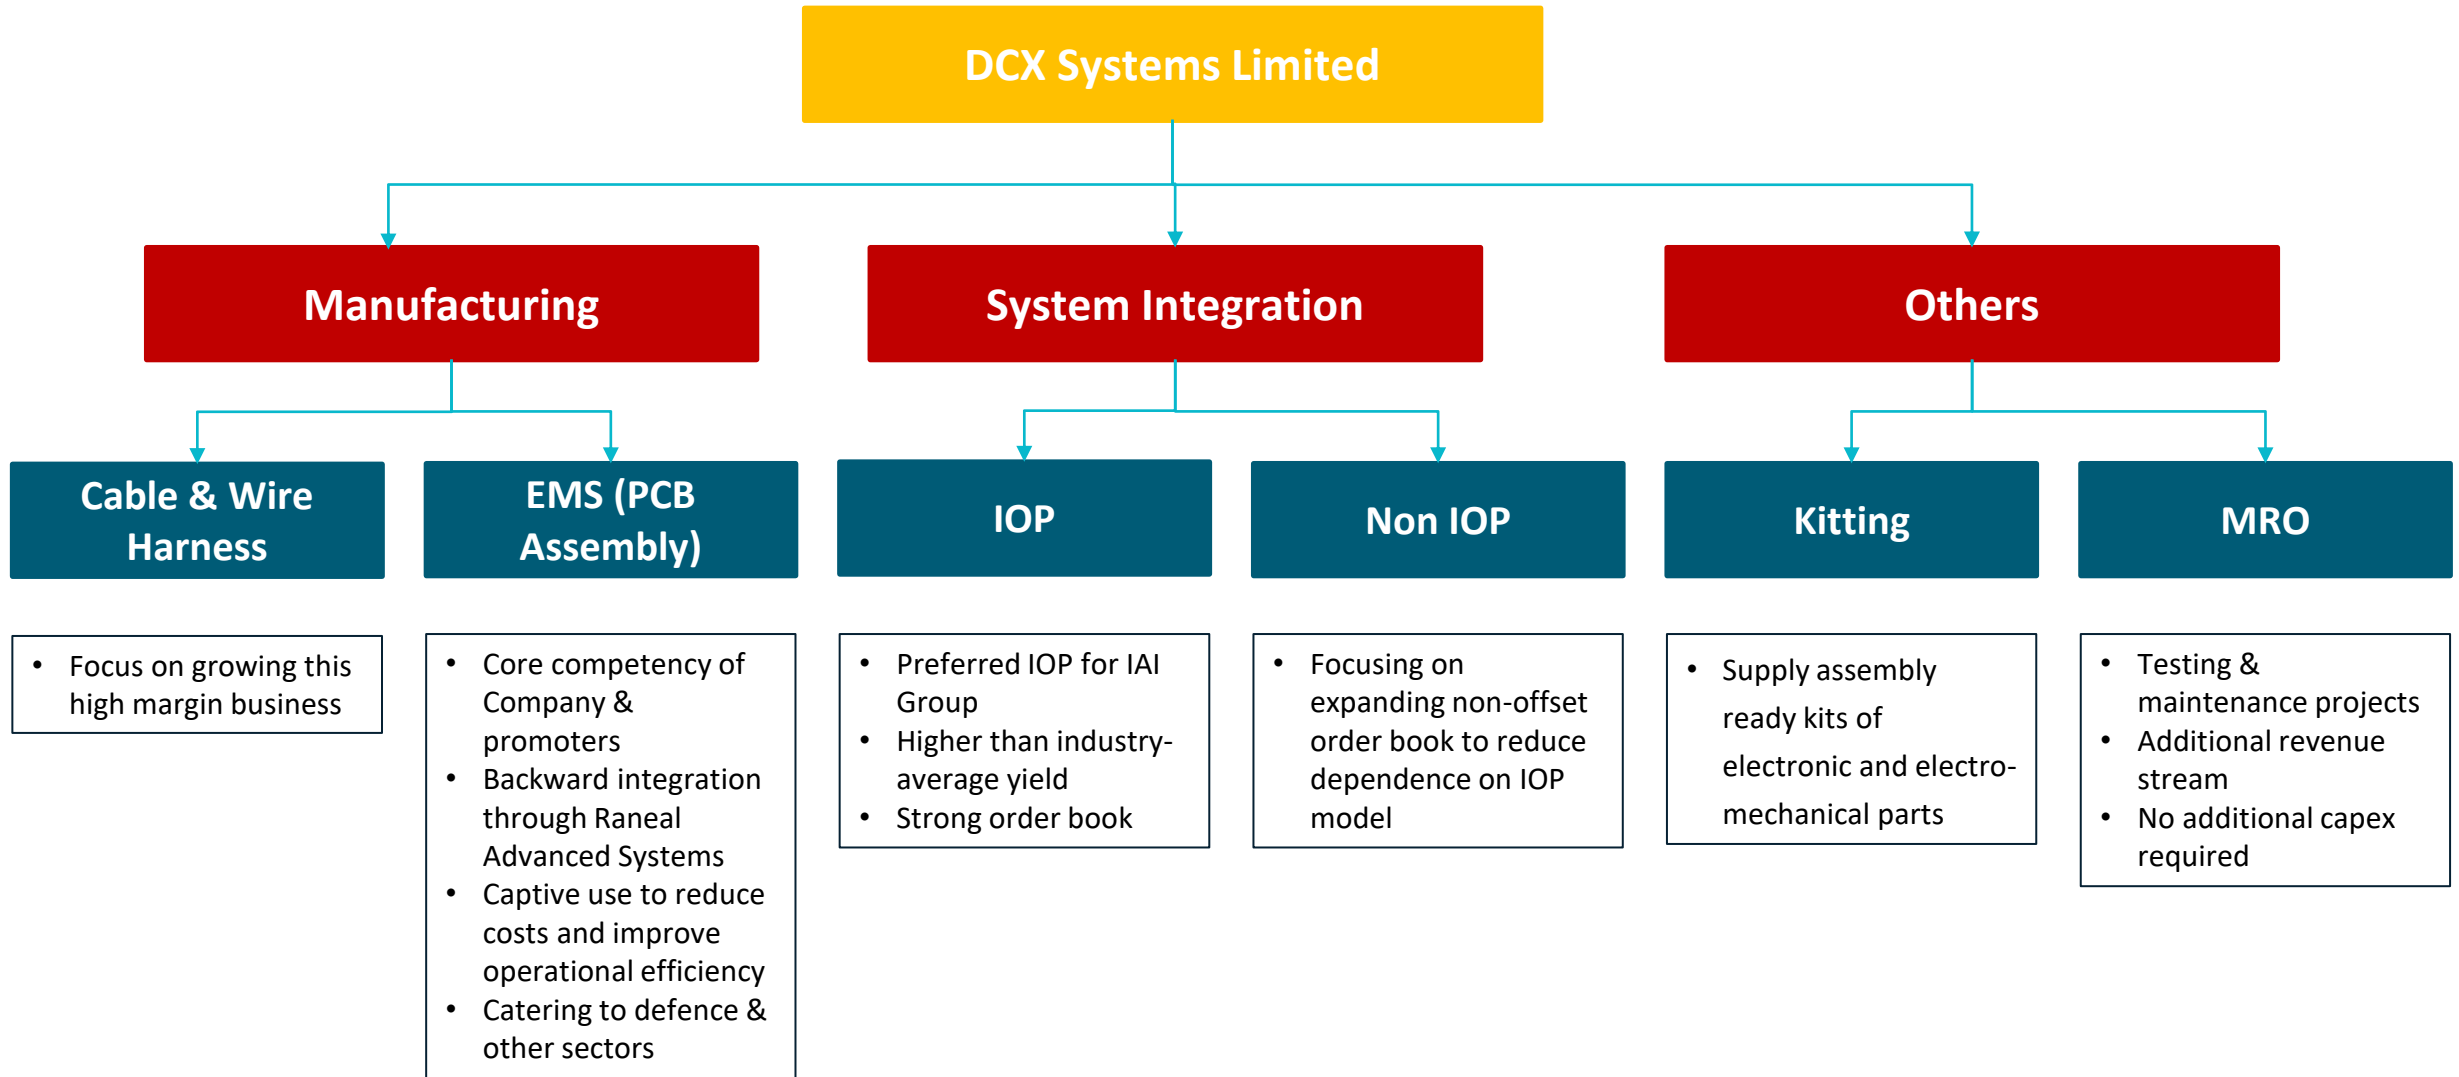 DCX Systems Limited
Manufacturing
System Integration
Others
Cable & Wire
Harness
EMS (PCB
Assembly)
IOP
Non IOP
Kitting
MRO
• Focus on growing this
high margin business
• Core competency of
Company &
promoters
• Backward integration
through Raneal
Advanced Systems
• Captive use to reduce
costs and improve
operational efficiency
• Catering to defence &
other sectors
• Preferred IOP for IAI
Group
• Higher than industry-
average yield
• Strong order book
• Focusing on
expanding non-offset
order book to reduce
dependence on IOP
model
• Supply assembly
ready kits of
electronic and electro-
mechanical parts
• Testing &
maintenance projects
• Additional revenue
stream
• No additional capex
required